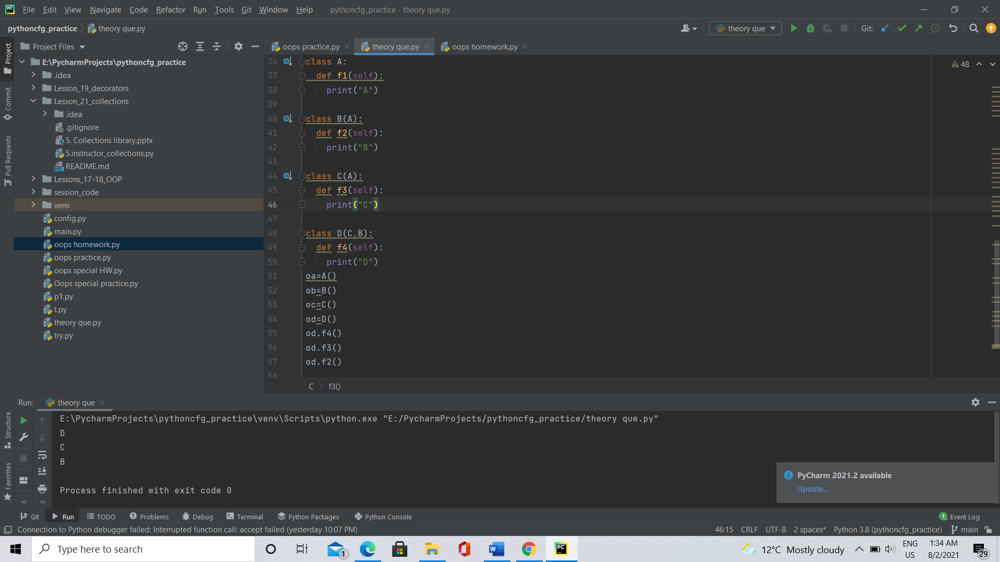 File Edit View Navigate Code Refactor Run Tools Git Window Help pythoncfg_practice - theory que.py
pythoncfg_practice theory que.py theory que Git:
Project Files
oops practice.py theory que.py oops homework.py
Project
Commit
Pull Requests
E:\PycharmProjects\pythoncfg_practice
.idea
Lesson_19_decorators
Lesson_21_collections
.idea
.gitignore
5. Collections library.pptx
5.instructor_collections.py
README.md
Lessons_17-18_OOP
session_code
venv
config.py
main.py
oops homework.py
oops practice.py
oops special HW.py
Oops special practice.py
p1.py
t.py
theory que.py
try.py
48
36 class A:
37 def f1(self):
38 print("A")
39
40 class B(A):
41 def f2(self):
42 print("B")
43
44 class C(A):
45 def f3(self):
46 print("C")
47
48 class D(C,B):
49 def f4(self):
50 print("D")
51 oa=A()
52 ob=B()
53 oc=C()
54 od=D()
55 od.f4()
56 od.f3()
57 od.f2()
58
C f3()
Run: theory que
Structure
Favorites
E:\PycharmProjects\pythoncfg_practice\venv\Scripts\python.exe "E:/PycharmProjects/pythoncfg_practice/theory que.py"
D
C
B
Process finished with exit code 0
PyCharm 2021.2 available
Update...
Git Run TODO Problems Debug Terminal Python Packages Python Console 1 Event Log
Connection to Python debugger failed: Interrupted function call: accept failed (yesterday 10:07 PM) 46:15 CRLF UTF-8 2 spaces* Python 3.8 (pythoncfg_practice) main
Type here to search 1 12°C Mostly cloudy ENG US 1:34 AM 8/2/2021 29